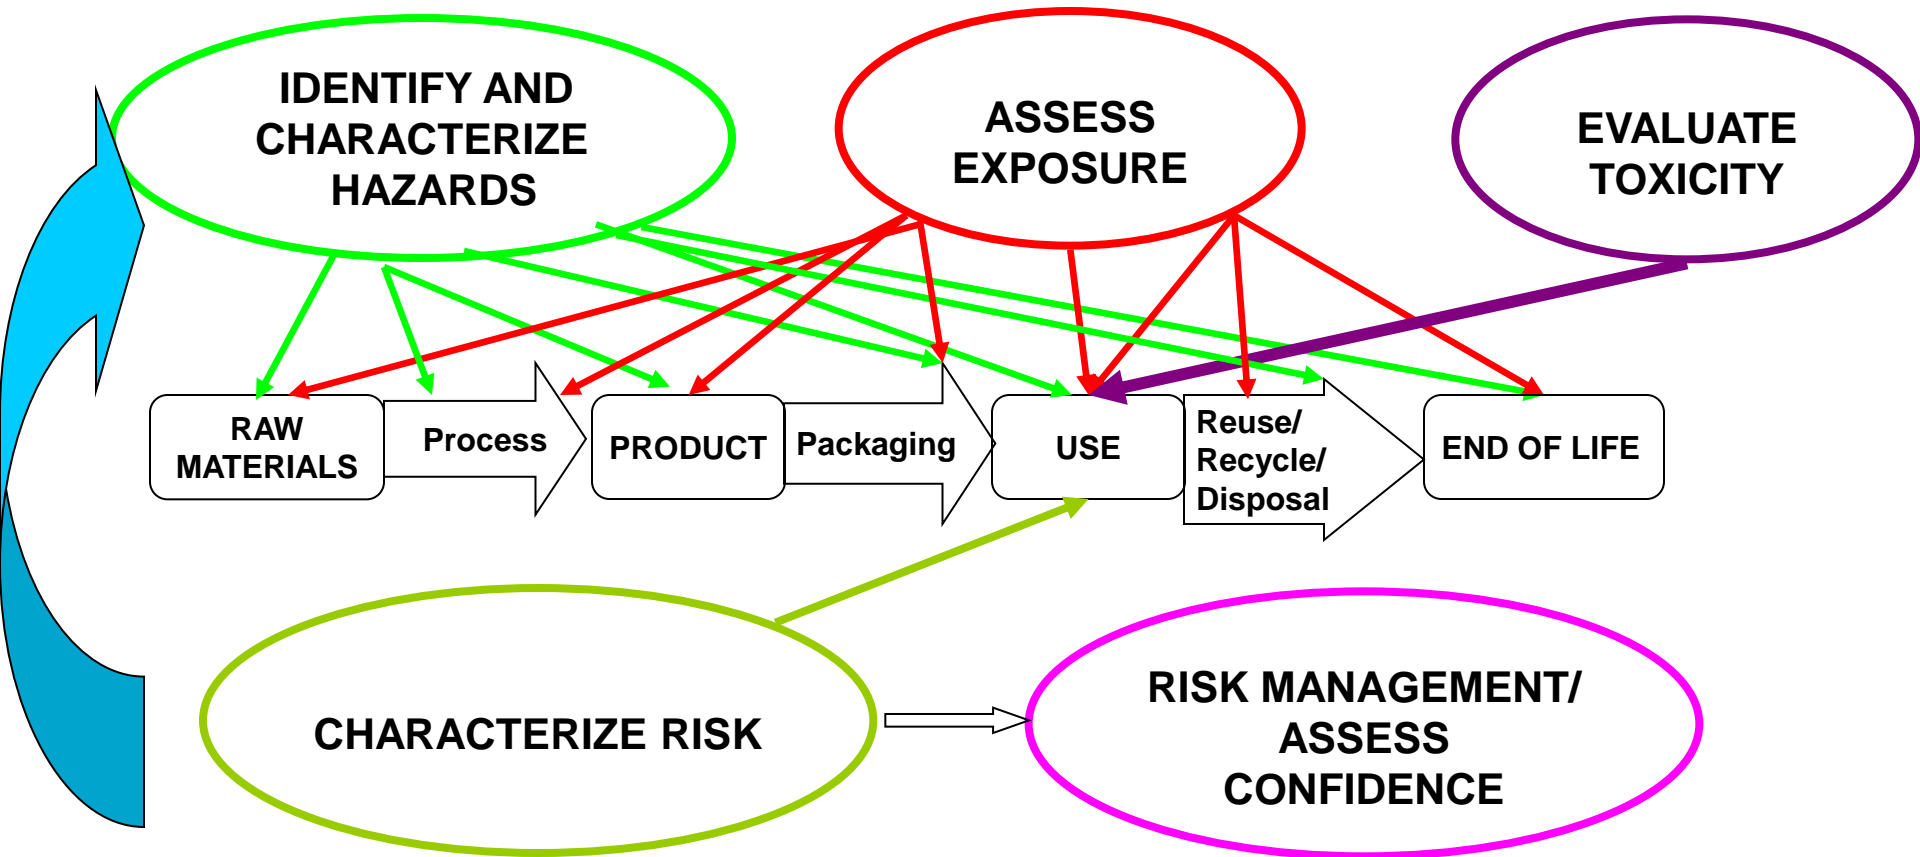 IDENTIFY AND
CHARACTERIZE
HAZARDS
ASSESS
EXPOSURE
EVALUATE
TOXICITY
RAW
MATERIALS
Process
PRODUCT
Packaging
USE
Reuse/
Recycle/
Disposal
END OF LIFE
CHARACTERIZE RISK
RISK MANAGEMENT/
ASSESS
CONFIDENCE